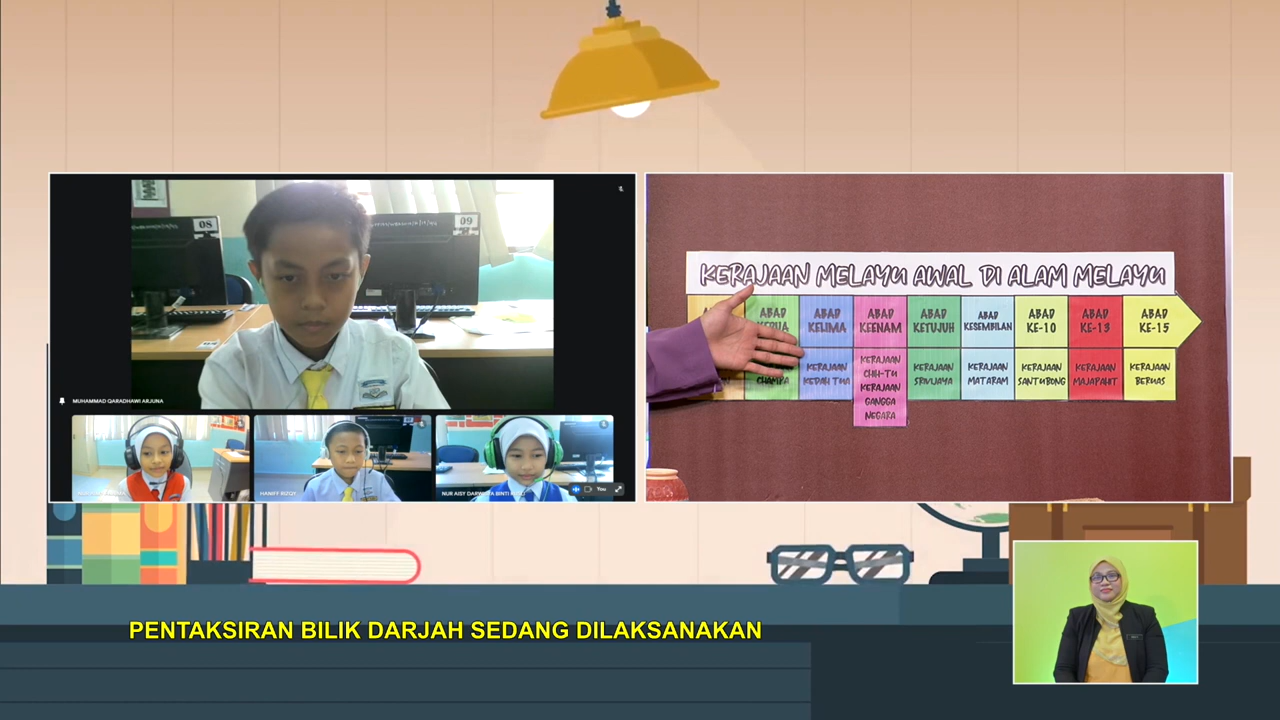 08
09
MUHAMMAD QARADHAWI ARJUNA
HANIFF RIZQY
NUR AISY DARWISYA BINTI
You
KERAJAAN MELAYU AWAL DI ALAM MELAYU
ABAD
KELIMA
ABAD
KEENAM
ABAD
KETUJUH
ABAD
KESEMBILAN
ABAD
KE-10
ABAD
KE-13
ABAD
KE-15
CHAMPA
KERAJAAN
KEDAH TUA
KERAJAAN
CHIH-TU
KERAJAAN
GANGGA
NEGARA
KERAJAAN
SRIVIJAYA
KERAJAAN
MATARAM
KERAJAAN
SANTUBONG
KERAJAAN
MAJAPAHIT
KERAJAAN
BERUAS
PENTAKSIRAN BILIK DARJAH SEDANG DILAKSANAKAN